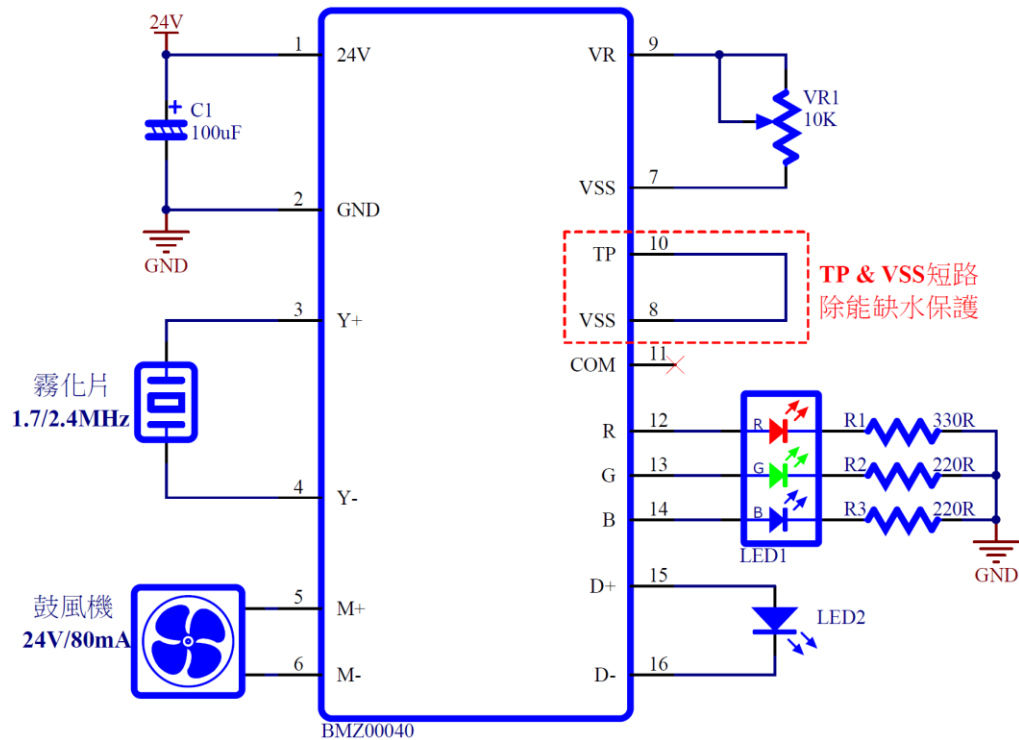 24V
1
24V
C1
100uF
2
GND
GND
3
Y+
霧化片
1.7/2.4MHz
4
Y-
鼓風機
24V/80mA
5
M+
6
M-
BMZ00040
VR
9
VR1
10K
VSS
7
TP
10
TP & VSS短路
除能缺水保護
VSS
8
COM
11
R
12
R
R1
330R
G
13
G
R2
220R
B
14
B
R3
220R
LED1
GND
D+
15
LED2
D-
16